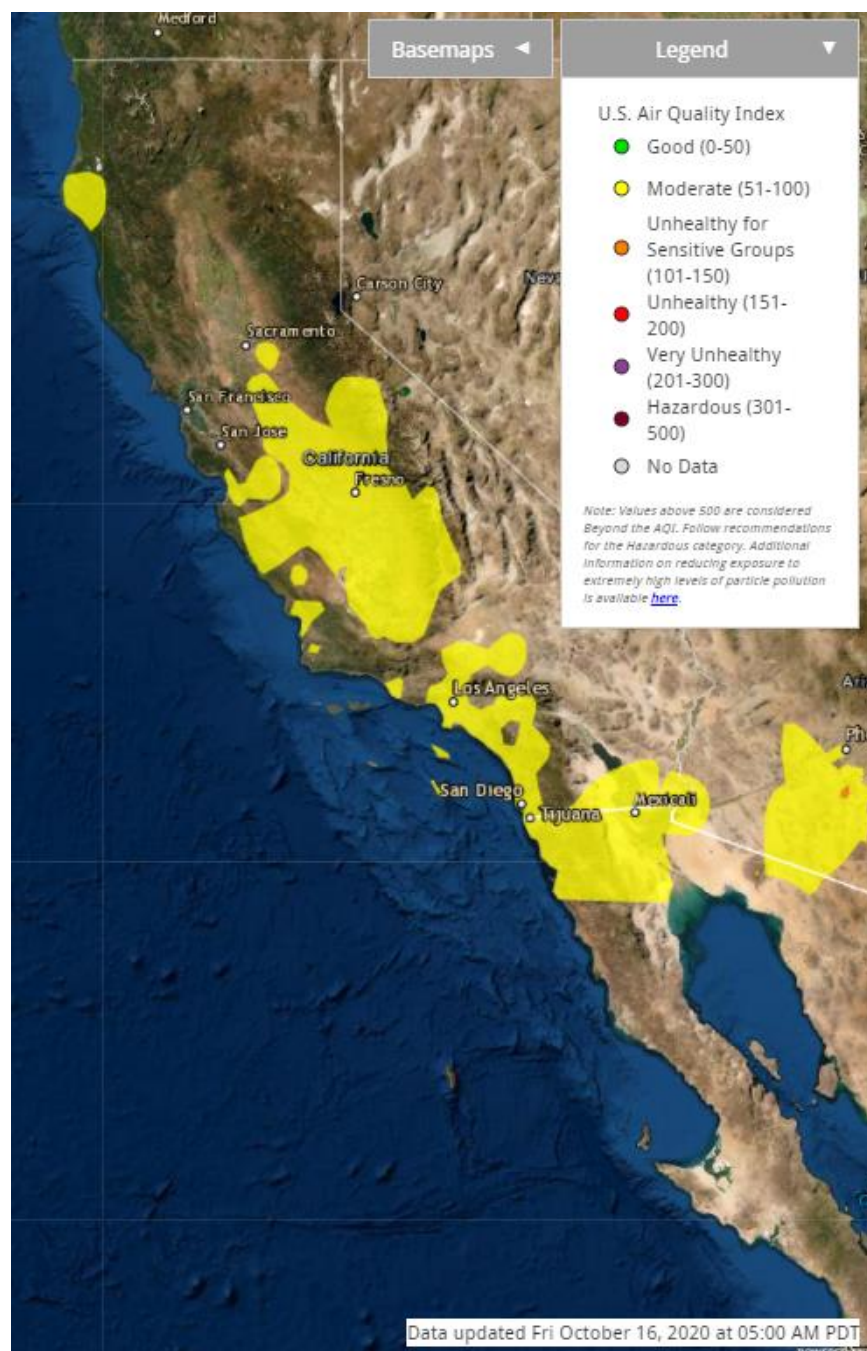 Medford
Basemaps ◄
Legend ▼
U.S. Air Quality Index
Good (0-50)
Moderate (51-100)
Unhealthy for
Sensitive Groups
(101-150)
Unhealthy (151-
200)
Very Unhealthy
(201-300)
Hazardous (301-
500)
No Data
Note: Values above 500 are considered
Beyond the AQI. Follow recommendations
for the Hazardous category. Additional
information on reducing exposure to
extremely high levels of particle pollution
is available here.
Carson City
Neva
Sacramento
San Francisco
San Jose
California
Fresno
Los Angeles
Ari
Pho
San Diego
Tijuana
Mexicali
Data updated Fri October 16, 2020 at 05:00 AM PDT